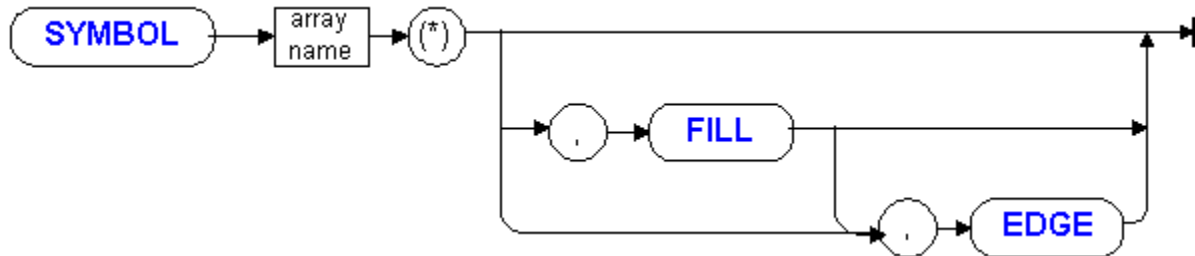 SYMBOL
array
name
(*)
,
FILL
,
EDGE